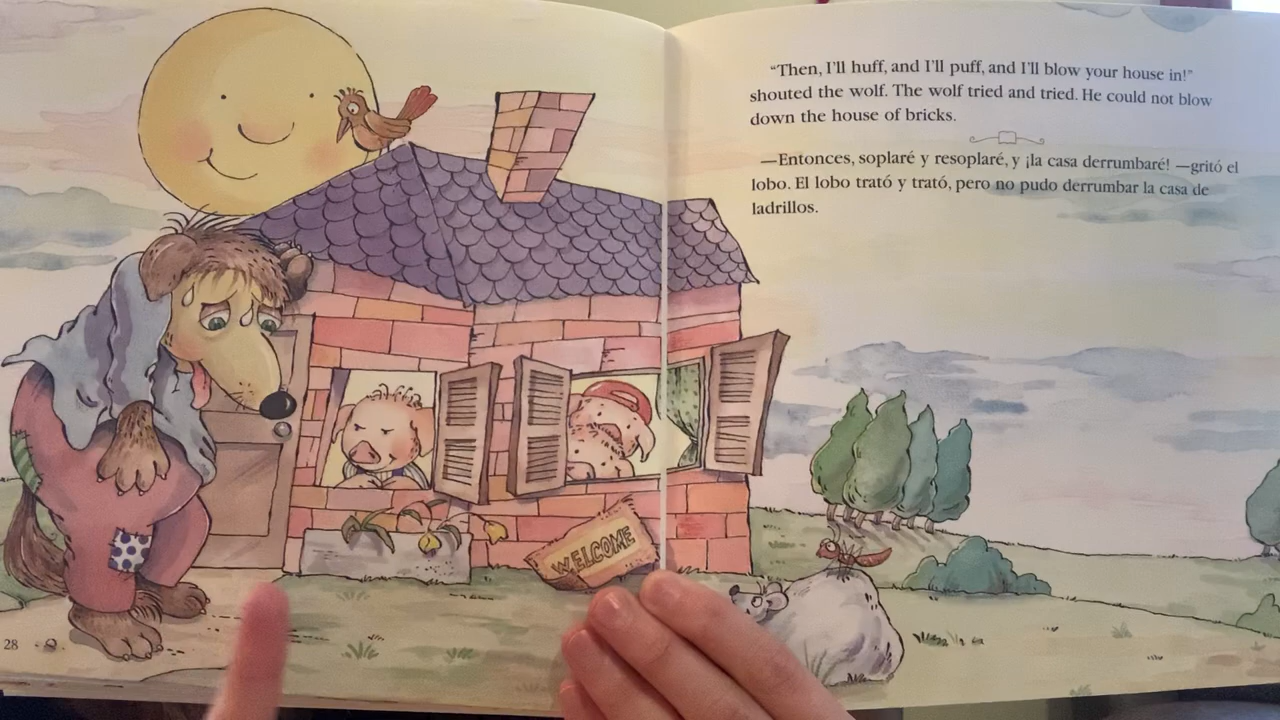 "Then, I'll huff, and I'll puff, and I'll blow your house in!"
shouted the wolf. The wolf tried and tried. He could not blow
down the house of bricks.
—Entonces, soplaré y resoplaré, y ¡la casa derrumbaré! —gritó el
lobo. El lobo trató y trató, pero no pudo derrumbar la casa de
ladrillos.
WELCOME
28